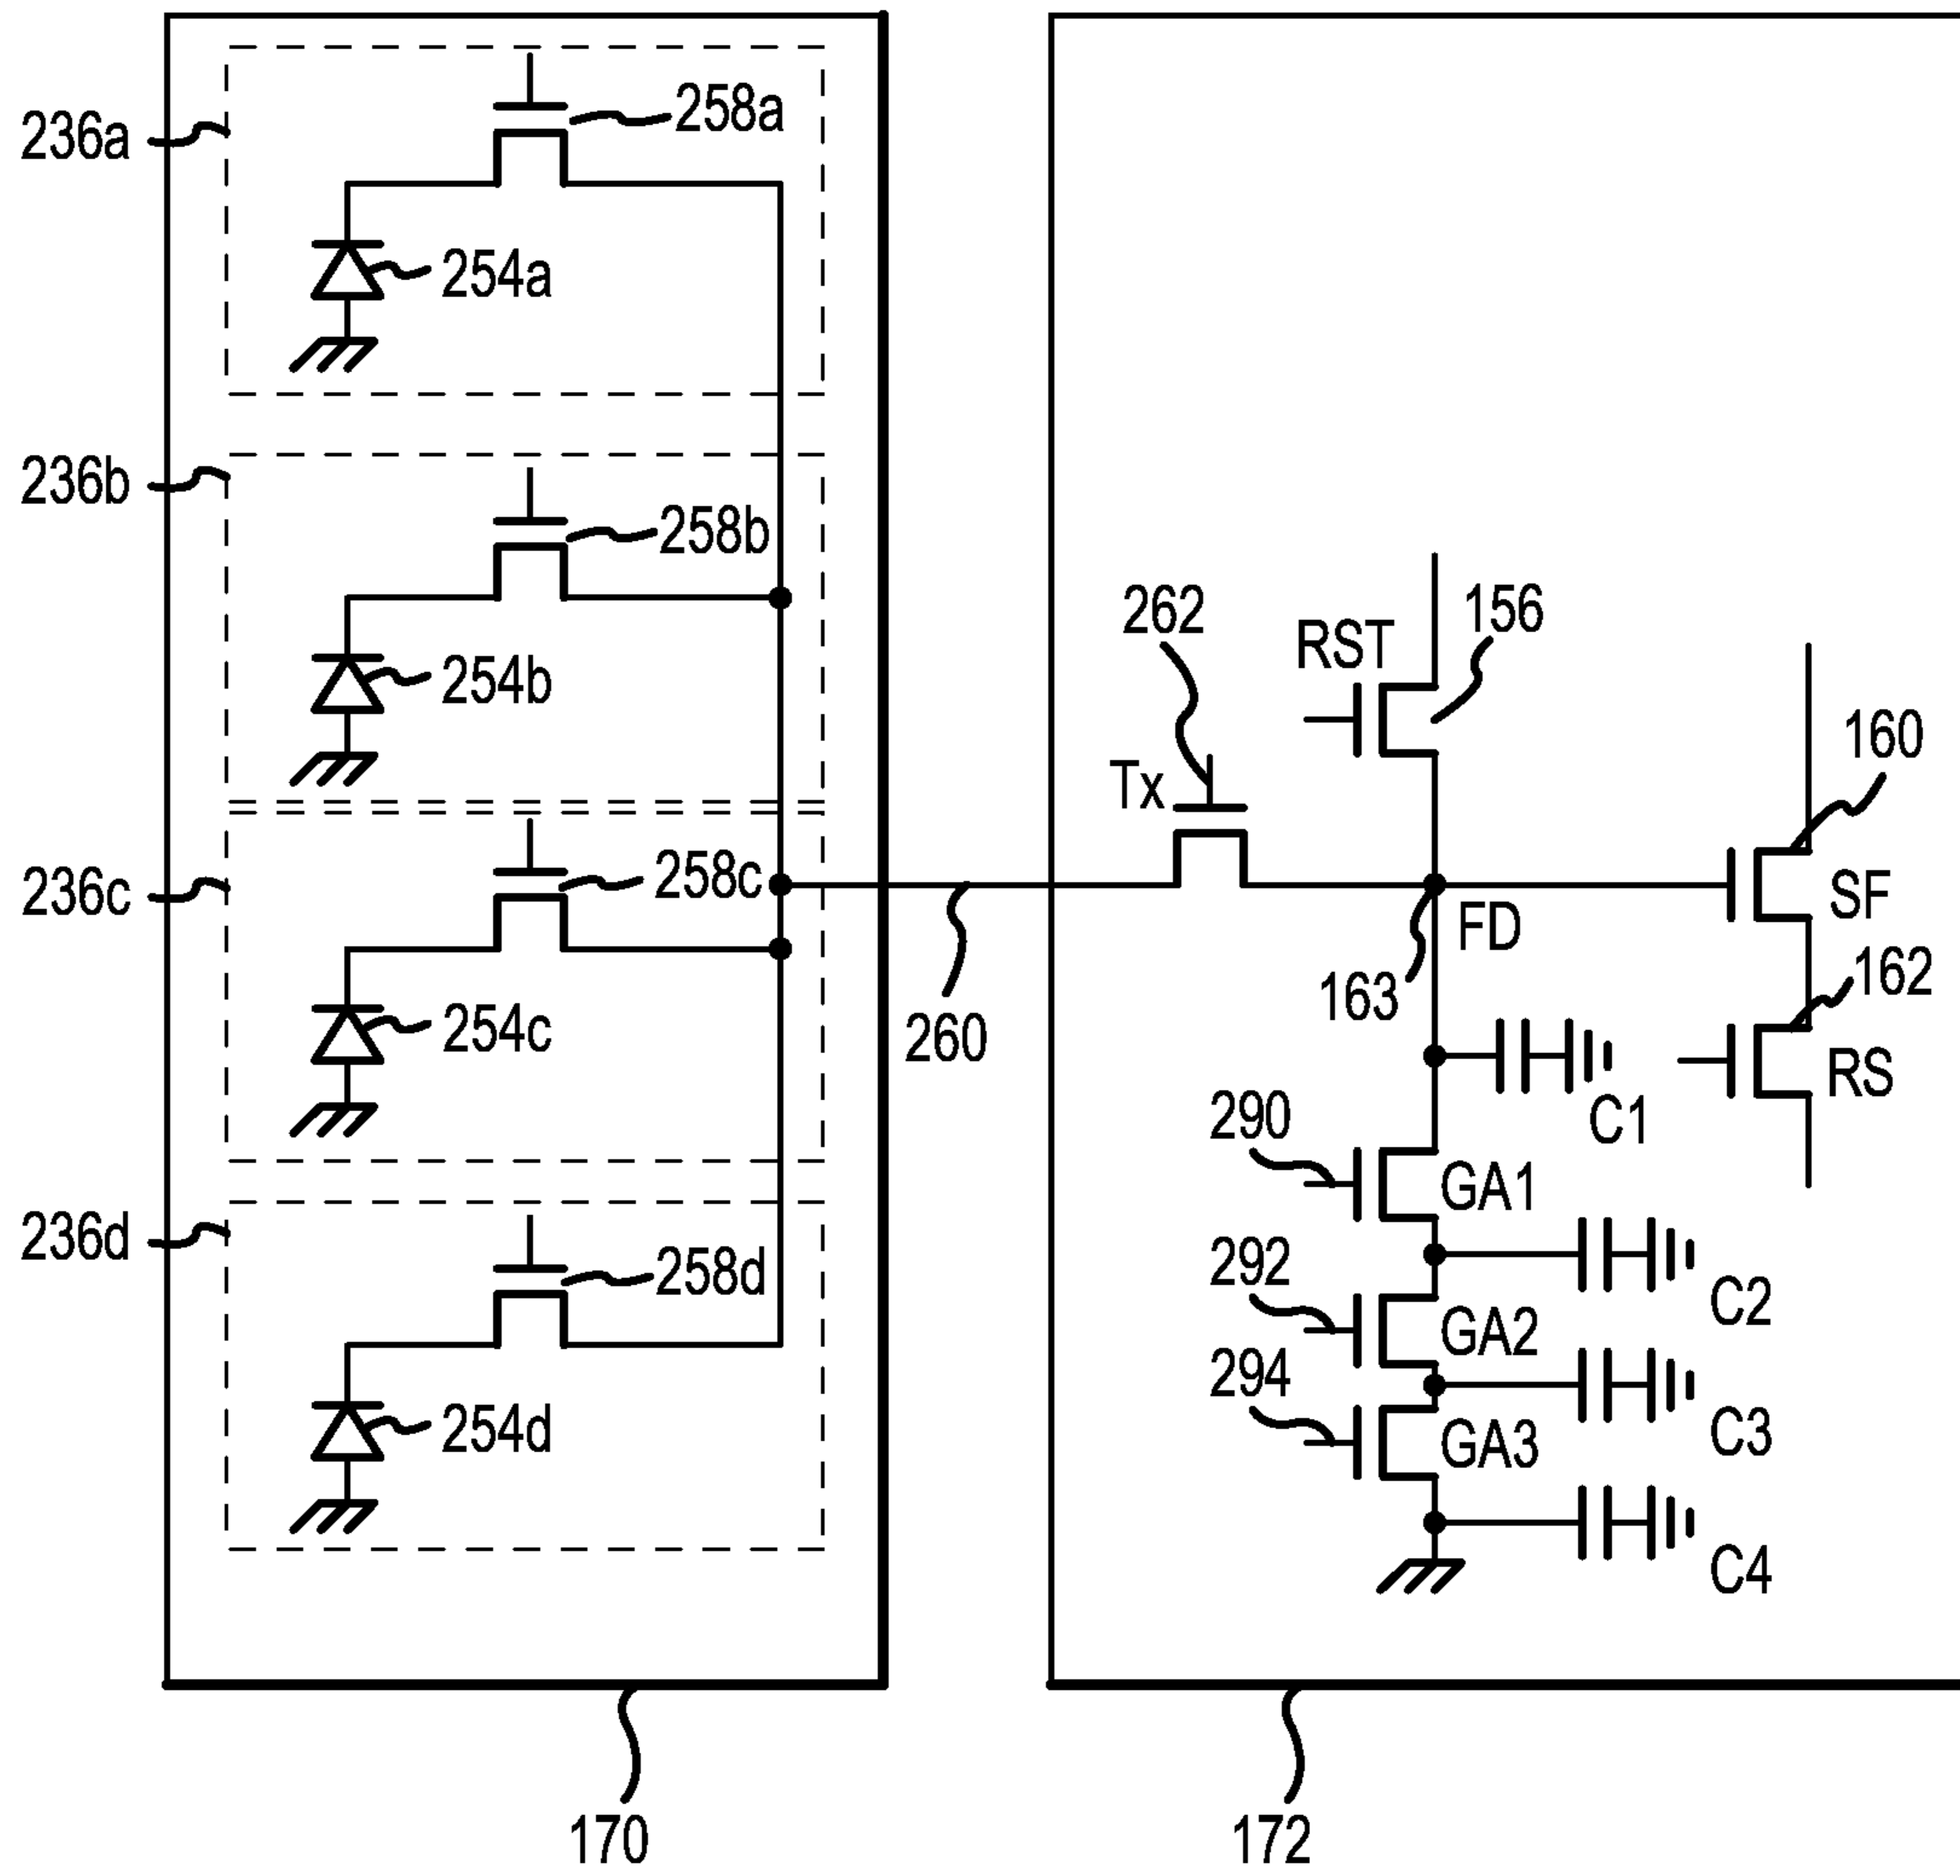 236a
258a
254a
236b
258b
254b
236c
258c
254c
236d
258d
254d
260
170
262
Tx
RST
156
160
SF
FD
163
162
RS
C1
290
GA1
C2
292
GA2
C3
294
GA3
C4
172